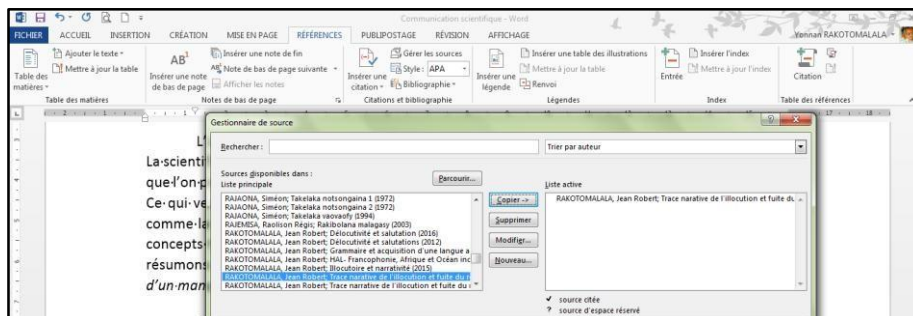 Communication scientifique - Word
FICHIER ACCUEIL INSERTION CRÉATION MISE EN PAGE RÉFÉRENCES PUBLIPOSTAGE RÉVISION AFFICHAGE Yonnan RAKOTOMALALA
Table des matières
Ajouter le texte
Mettre à jour la table
Table des matières
AB¹
Insérer une note de bas de page
Insérer une note de fin
Note de bas de page suivante
Afficher les notes
Notes de bas de page
Insérer une citation
Gérer les sources
Style : APA
Bibliographie
Citations et bibliographie
Insérer une légende
Insérer une table des illustrations
Mettre à jour la table
Renvoi
Légendes
Entrée
Insérer l'index
Mettre à jour l'index
Index
Citation
Table des références
L'
La·scienti
que·l'on·p
Ce·qui·ve
comme·la
concepts
résumons
d'un·man
Gestionnaire de source
Rechercher :
Trier par auteur
Sources disponibles dans :
Liste principale
Parcourir...
RAJAONA, Siméon; Takelaka notsongaina 1 (1972)
RAJAONA, Siméon; Takelaka notsongaina 2 (1972)
RAJAONA, Siméon; Takelaka vaovaofy (1994)
RAJEMISA, Raolison Régis; Rakibolana malagasy (2003)
RAKOTOMALALA, Jean Robert; Délocutivité et salutation (2016)
RAKOTOMALALA, Jean Robert; Délocutivité et salutations (2012)
RAKOTOMALALA, Jean Robert; Grammaire et acquisition d'une langue a
RAKOTOMALALA, Jean Robert; HAL- Francophonie, Afrique et Océan inc
RAKOTOMALALA, Jean Robert; Illocutoire et narrativité (2015)
RAKOTOMALALA, Jean Robert; Trace narative de l'illocution et fuite du r
RAKOTOMALALA, Jean Robert; Trace narrative de l'illocution et fuite du
Copier ->
Supprimer
Modifier...
Nouveau...
Liste active
RAKOTOMALALA, Jean Robert; Trace narative de l'illocution et fuite du
✓ source citée
? source d'espace réservé